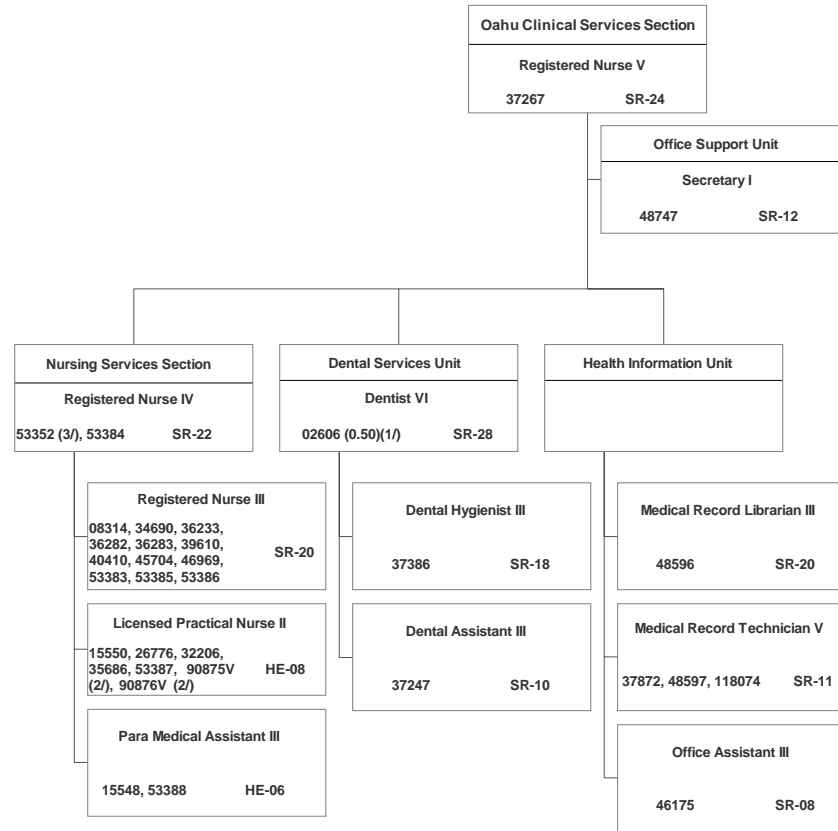 Oahu Clinical Services Section
Registered Nurse V
37267 SR-24
Office Support Unit
Secretary I
48747 SR-12
Nursing Services Section
Registered Nurse IV
53352 (3/), 53384 SR-22
Registered Nurse III
08314, 34690, 36233,
36282, 36283, 39610,
40410, 45704, 46969,
53383, 53385, 53386
SR-20
Licensed Practical Nurse II
15550, 26776, 32206,
35686, 53387, 90875V
(2/), 90876V (2/)
HE-08
Para Medical Assistant III
15548, 53388 HE-06
Dental Services Unit
Dentist VI
02606 (0.50)(1/) SR-28
Dental Hygienist III
37386 SR-18
Dental Assistant III
37247 SR-10
Health Information Unit
Medical Record Librarian III
48596 SR-20
Medical Record Technician V
37872, 48597, 118074 SR-11
Office Assistant III
46175 SR-08